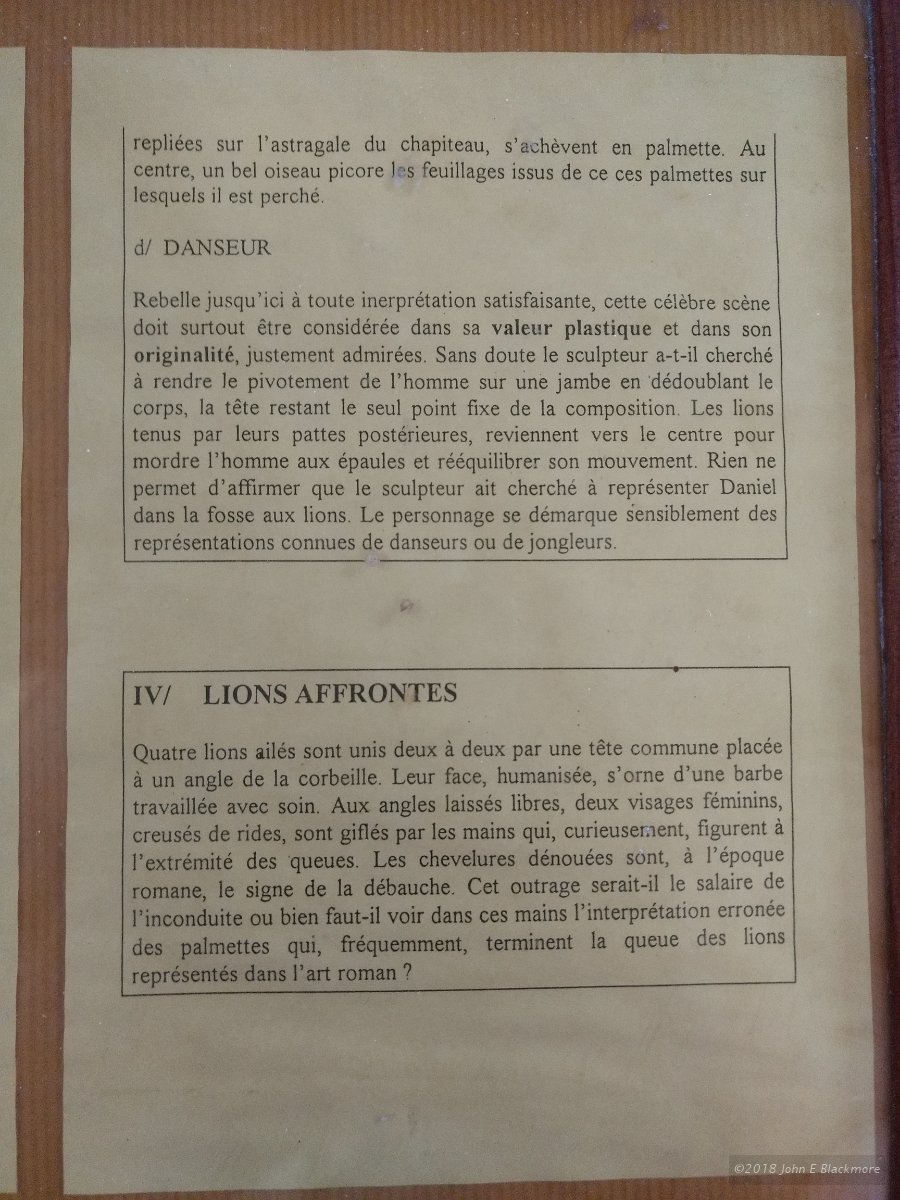 repliées sur l'astragale du chapiteau, s'achèvent en palmette. Au
centre, un bel oiseau picore les feuillages issus de ce ces palmettes sur
lesquels il est perché.
d/ DANSEUR
Rebelle jusqu'ici à toute inerprétation satisfaisante, cette célèbre scène
doit surtout être considérée dans sa valeur plastique et dans son
originalité, justement admirées. Sans doute le sculpteur a-t-il cherché
à rendre le pivotement de l'homme sur une jambe en dédoublant le
corps, la tête restant le seul point fixe de la composition. Les lions
tenus par leurs pattes postérieures, reviennent vers le centre pour
mordre l'homme aux épaules et rééquilibrer son mouvement. Rien ne
permet d'affirmer que le sculpteur ait cherché à représenter Daniel
dans la fosse aux lions. Le personnage se démarque sensiblement des
représentations connues de danseurs ou de jongleurs.
IV/ LIONS AFFRONTES
Quatre lions ailés sont unis deux à deux par une tête commune placée
à un angle de la corbeille. Leur face, humanisée, s'orne d'une barbe
travaillée avec soin. Aux angles laissés libres, deux visages féminins,
creusés de rides, sont giflés par les mains qui, curieusement, figurent à
l'extrémité des queues. Les chevelures dénouées sont, à l'époque
romane, le signe de la débauche. Cet outrage serait-il le salaire de
l'inconduite ou bien faut-il voir dans ces mains l'interprétation erronée
des palmettes qui, fréquemment, terminent la queue des lions
représentés dans l'art roman ?
©2018 John E Blackmore